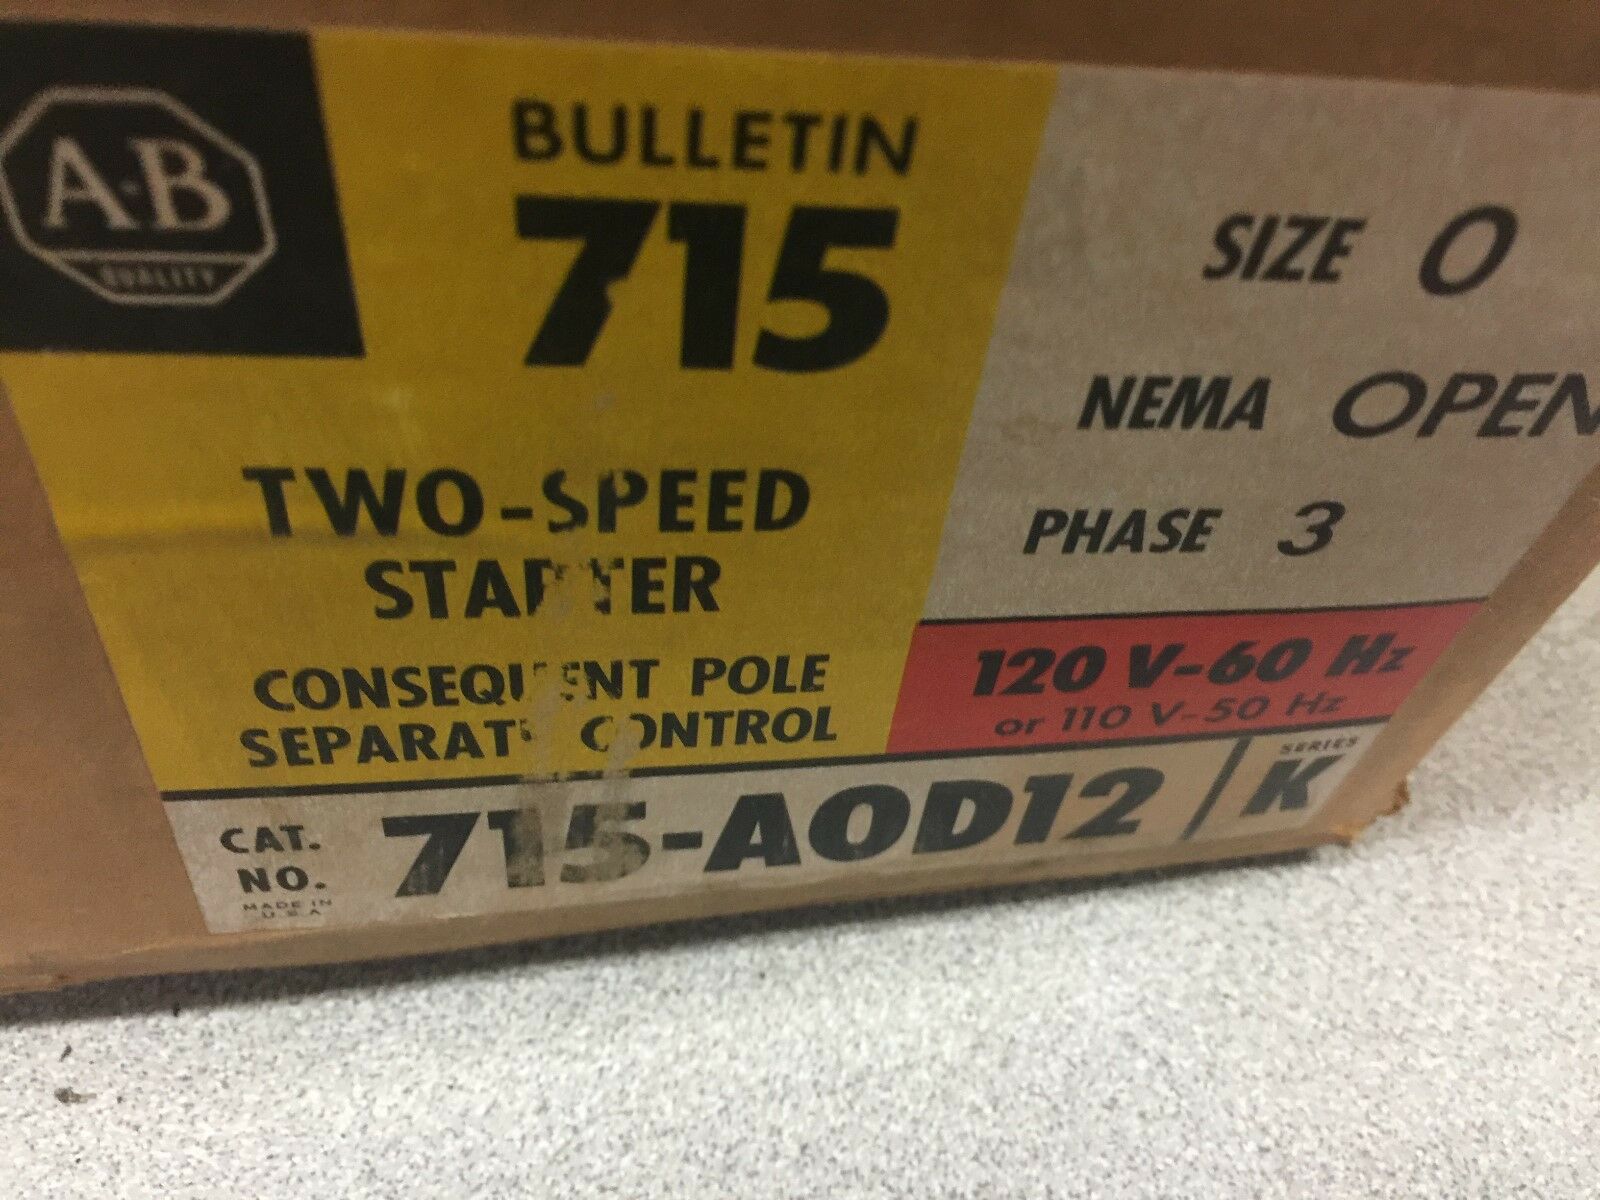 A-B
QUALITY
BULLETIN
715
TWO-SPEED
STARTER
CONSEQUENT POLE
SEPARATE CONTROL
SIZE 0
NEMA OPEN
PHASE 3
120 V-60 Hz
or 110 V-50 Hz
CAT.
NO.
MADE IN
U.S.A
715-AOD12
SERIES
K